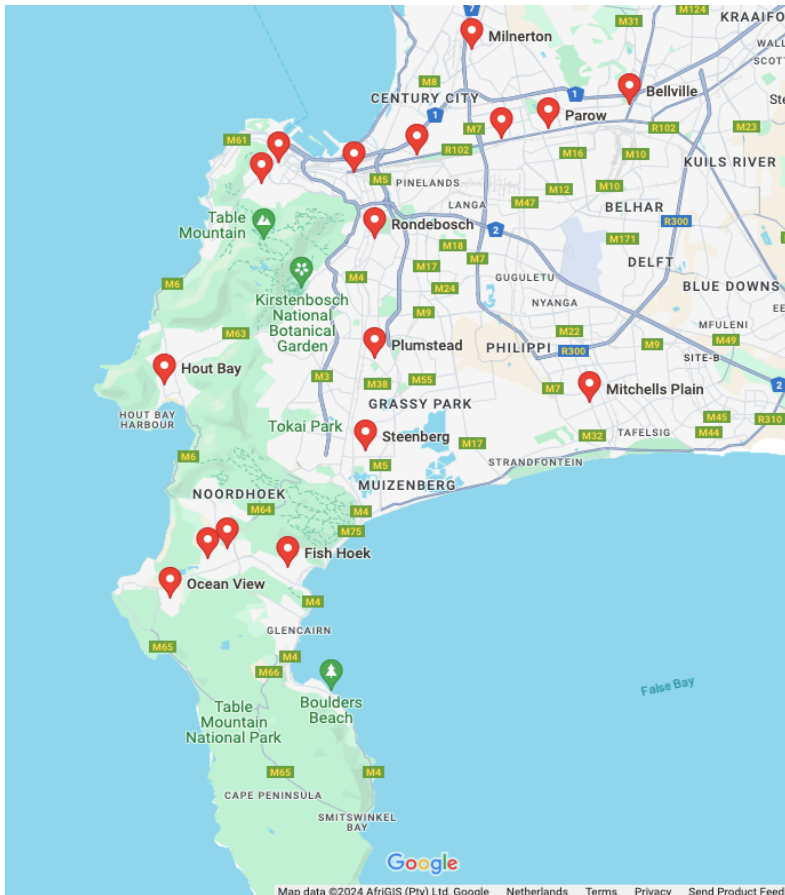 7
M31
M124
KRAAIFO
Milnerton
WALL
SCOTT
M8
CENTURY CITY
1
Bellville
Ste
1
Parow
M61
M7
R102
M23
R102
M16
M10
KUILS RIVER
M5
PINELANDS
M12
M10
LANGA
M47
BELHAR
Table
Mountain
Rondebosch
R300
2
M18
M171
M7
DELFT
M4
M17
GUGULETU
M6
M24
BLUE DOWNS
Kirstenbosch
National
Botanical
Garden
NYANGA
M9
MFULENI
EE
M63
M22
M49
Plumstead
PHILIPPI
M9
R300
SITE-B
Hout Bay
M3
M38
M55
M7
Mitchells Plain
2
HOUT BAY
HARBOUR
GRASSY PARK
M45
R310
Tokai Park
Steenberg
M32
TAFELSIG
M44
M17
M6
M5
STRANDFONTEIN
MUIZENBERG
NOORDHOEK
M64
M4
M75
Fish Hoek
Ocean View
M4
GLENCAIRN
M65
M4
M66
Boulders
Beach
False Bay
Table
Mountain
National Park
M65
M4
CAPE PENINSULA
SMITSWINKEL
BAY
Google
Map data ©2024 AfriGIS (Pty) Ltd, Google Netherlands Terms Privacy Send Product Feed